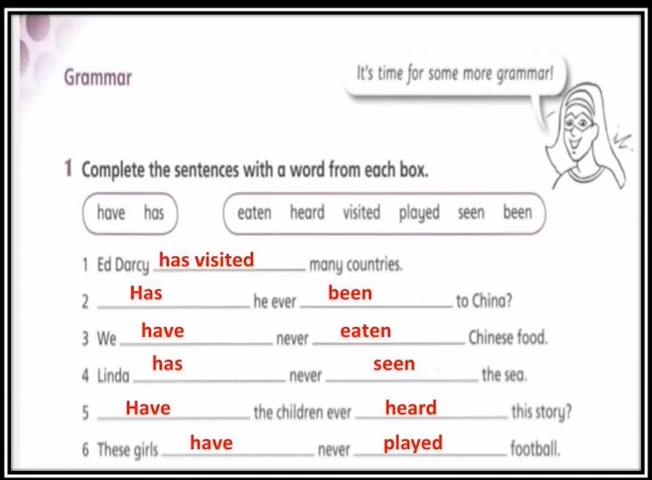 Grammar
It's time for some more grammar!
1 Complete the sentences with a word from each box.
have has
eaten heard visited played seen been
1 Ed Darcy has visited many countries.
2 Has he ever been to China?
3 We have never eaten Chinese food.
4 Linda has never seen the sea.
5 Have the children ever heard this story?
6 These girls have never played football.